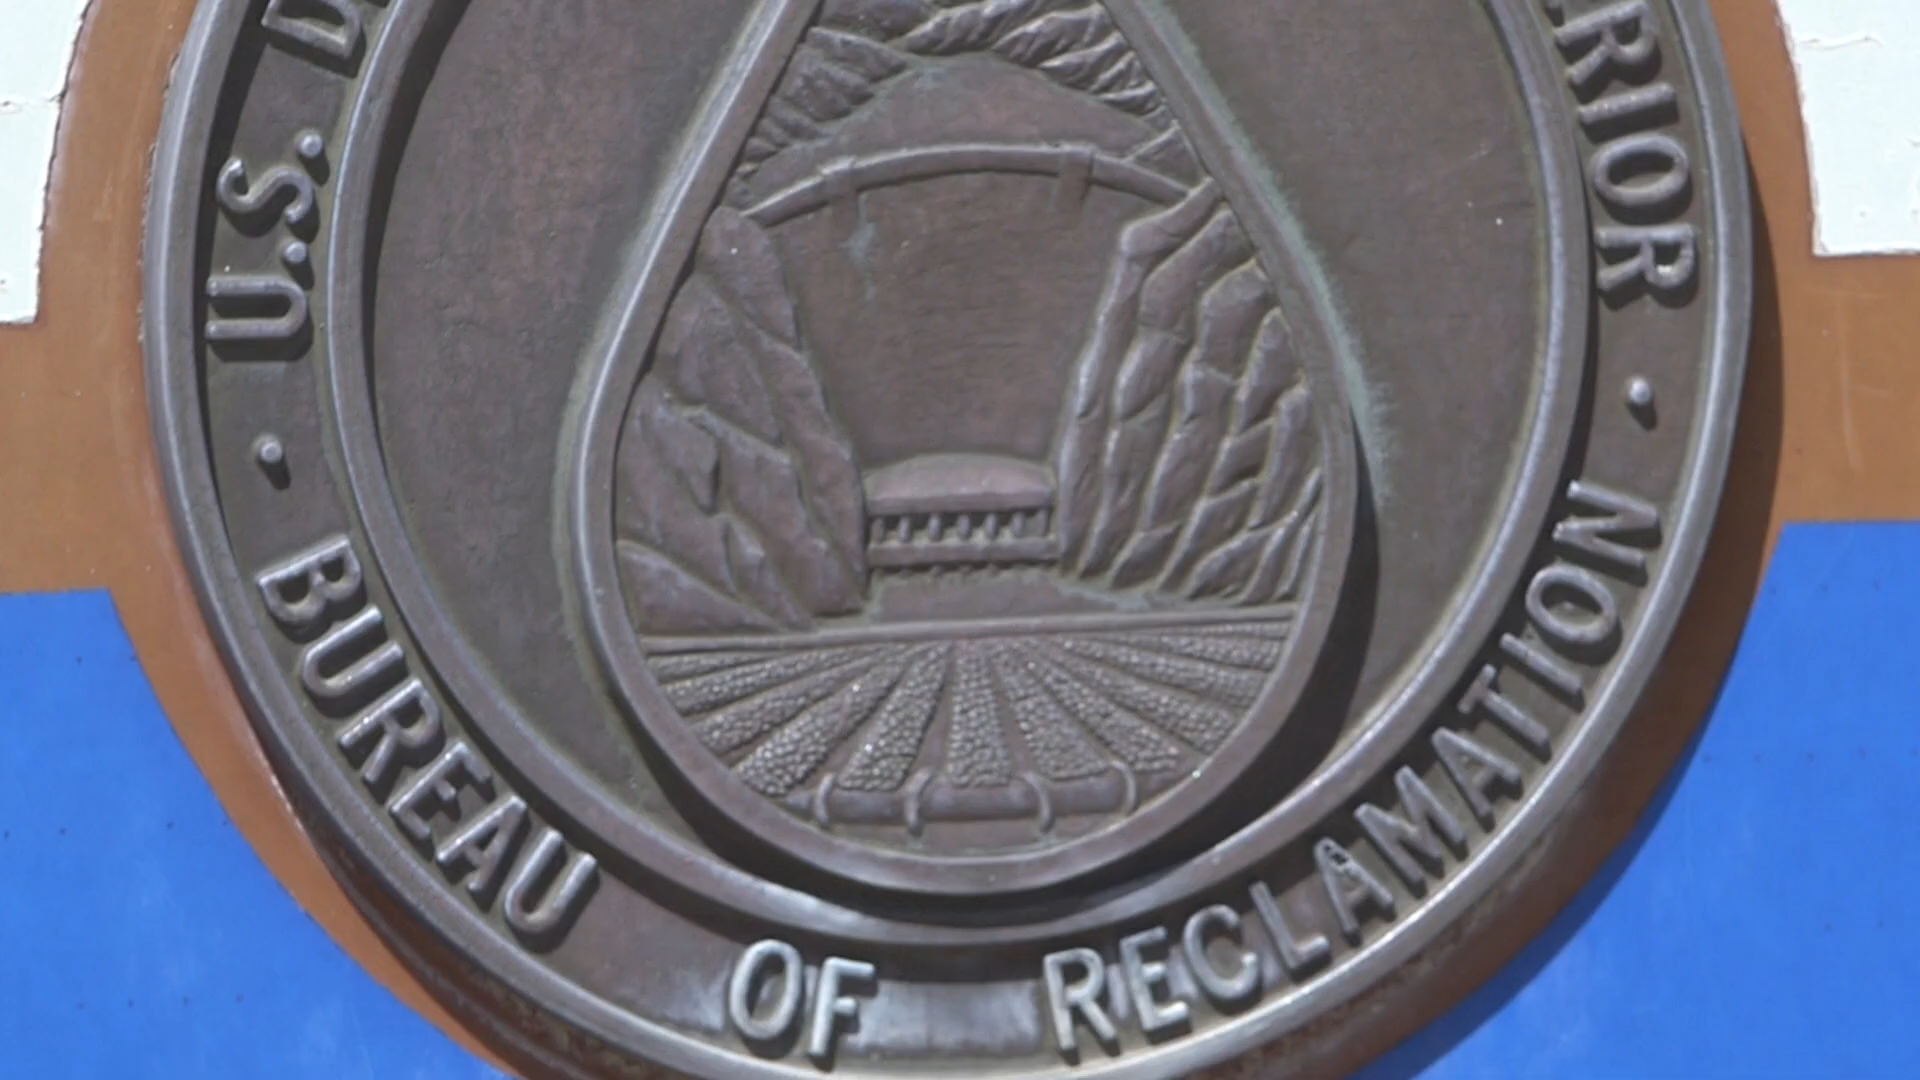 U.S. D
RIOR
• BUREAU OF RECLAMATION •